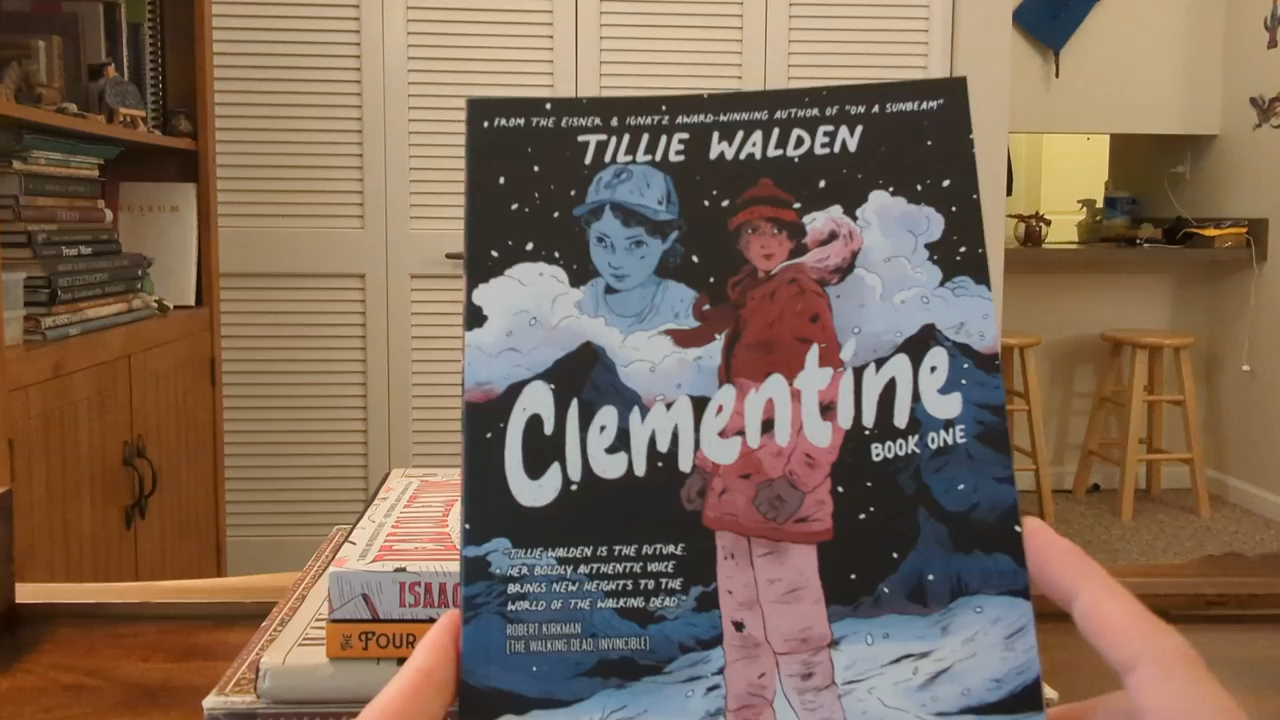 • FROM THE EISNER & IGNATZ AWARD-WINNING AUTHOR OF "ON A SUNBEAM"
TILLIE WALDEN
Clementine
BOOK ONE
"TILLIE WALDEN IS THE FUTURE.
HER BOLDLY AUTHENTIC VOICE
BRINGS NEW HEIGHTS TO THE
WORLD OF THE WALKING DEAD"
ROBERT KIRKMAN
(THE WALKING DEAD, INVINCIBLE)
ISAAC
THE FOUR
Franz Marc